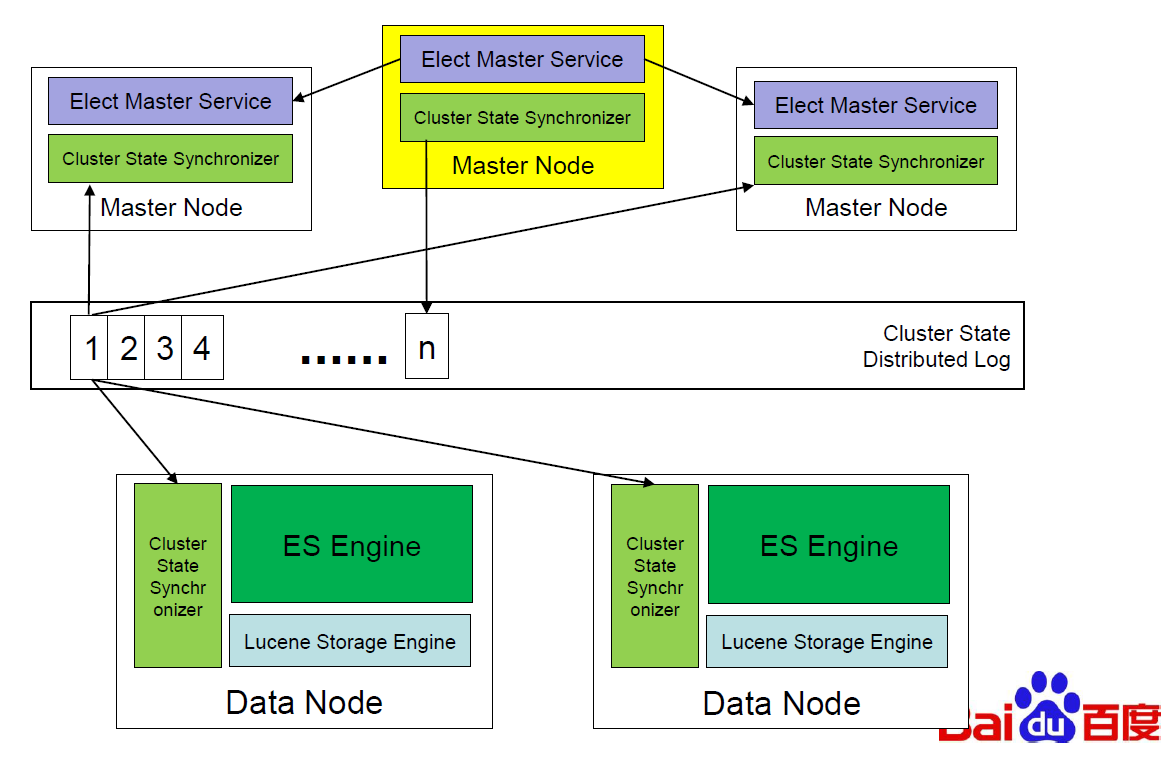 Elect Master Service
Cluster State Synchronizer
Master Node
Elect Master Service
Cluster State Synchronizer
Master Node
Elect Master Service
Cluster State Synchronizer
Master Node
1 2 3 4 ...... n
Cluster State
Distributed Log
Cluster
State
Synchr
onizer
ES Engine
Lucene Storage Engine
Data Node
Cluster
State
Synchr
onizer
ES Engine
Lucene Storage Engine
Data Node
Bai du 百度